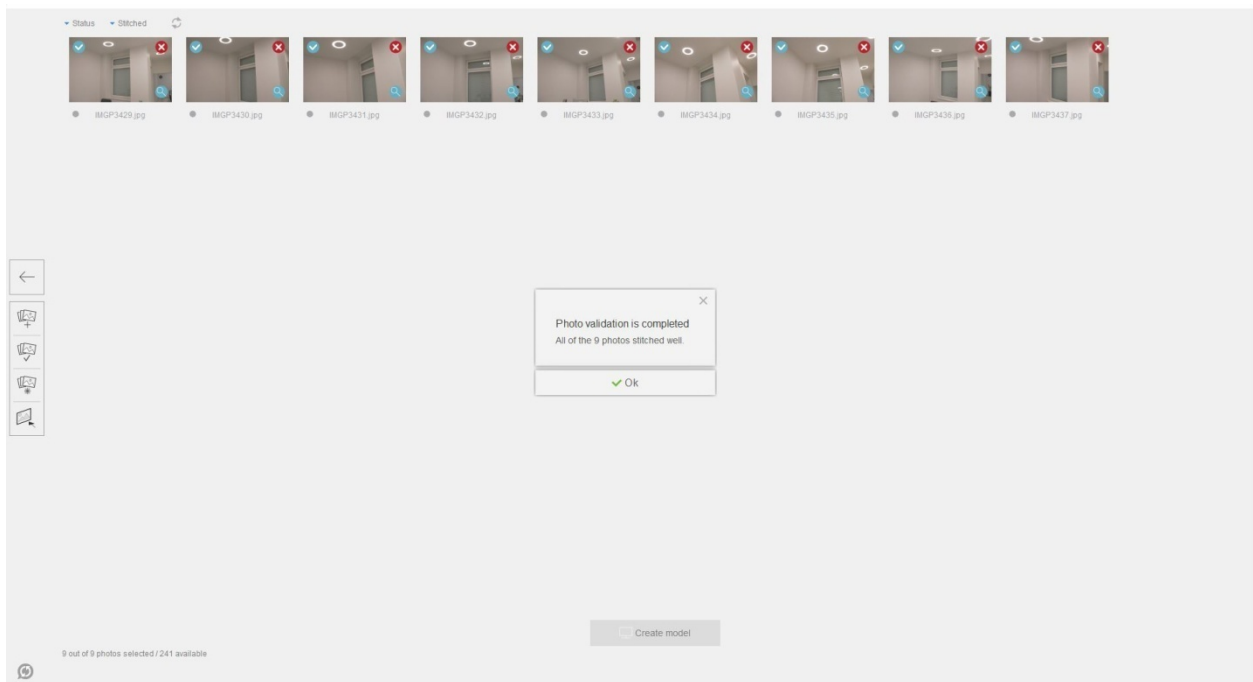 Status Stitched
IMGP3429.jpg IMGP3430.jpg IMGP3431.jpg IMGP3432.jpg IMGP3433.jpg IMGP3434.jpg IMGP3435.jpg IMGP3436.jpg IMGP3437.jpg
Photo validation is completed
All of the 9 photos stitched well.
Ok
Create model
9 out of 9 photos selected / 241 available